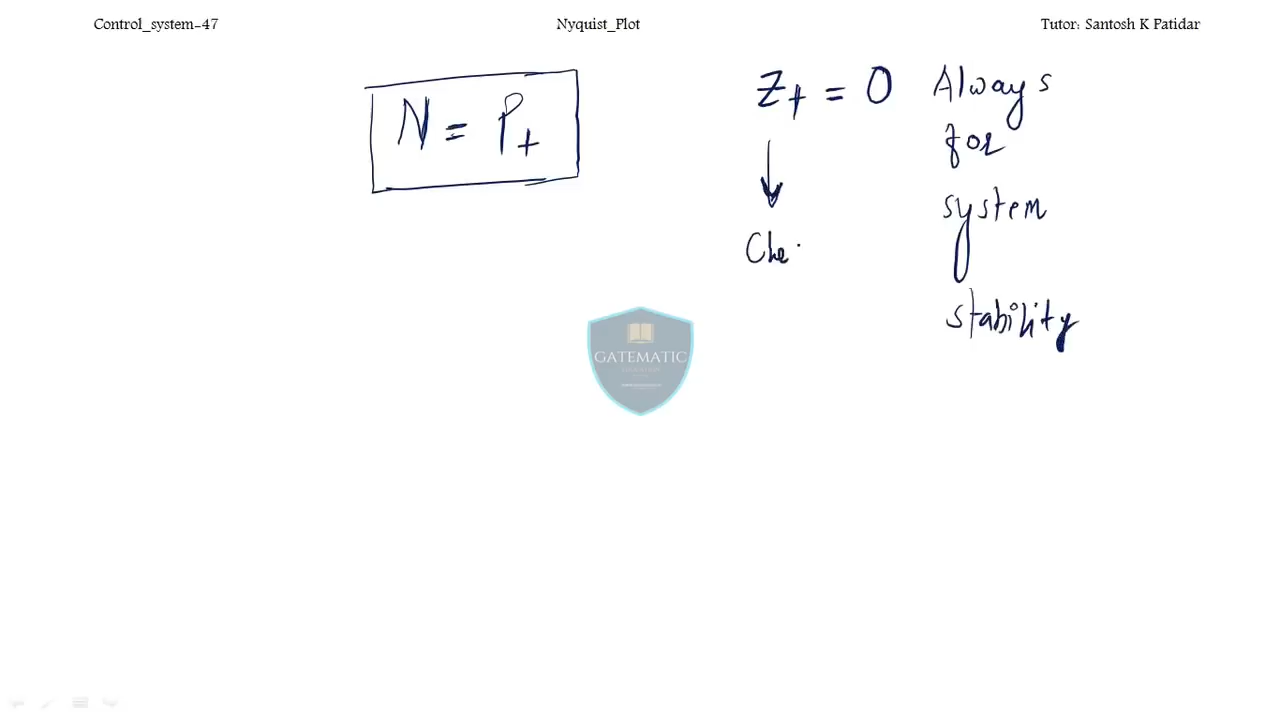 Control_system-47
Nyquist_Plot
Tutor: Santosh K Patidar
N = P+
Z+ = 0 Always
for
system
stability
Che
GATEMATIC